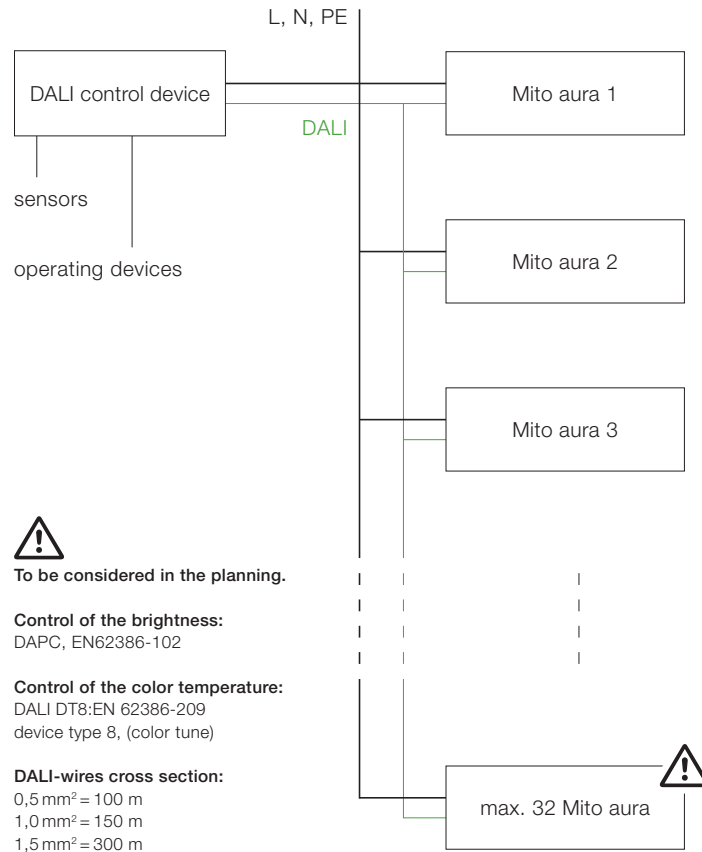 L, N, PE
DALI control device
Mito aura 1
DALI
sensors
Mito aura 2
operating devices
Mito aura 3
To be considered in the planning.
Control of the brightness:
DAPC, EN62386-102
Control of the color temperature:
DALI DT8:EN 62386-209
device type 8, (color tune)
DALI-wires cross section:
0,5 mm² = 100 m
1,0 mm² = 150 m
1,5 mm² = 300 m
max. 32 Mito aura